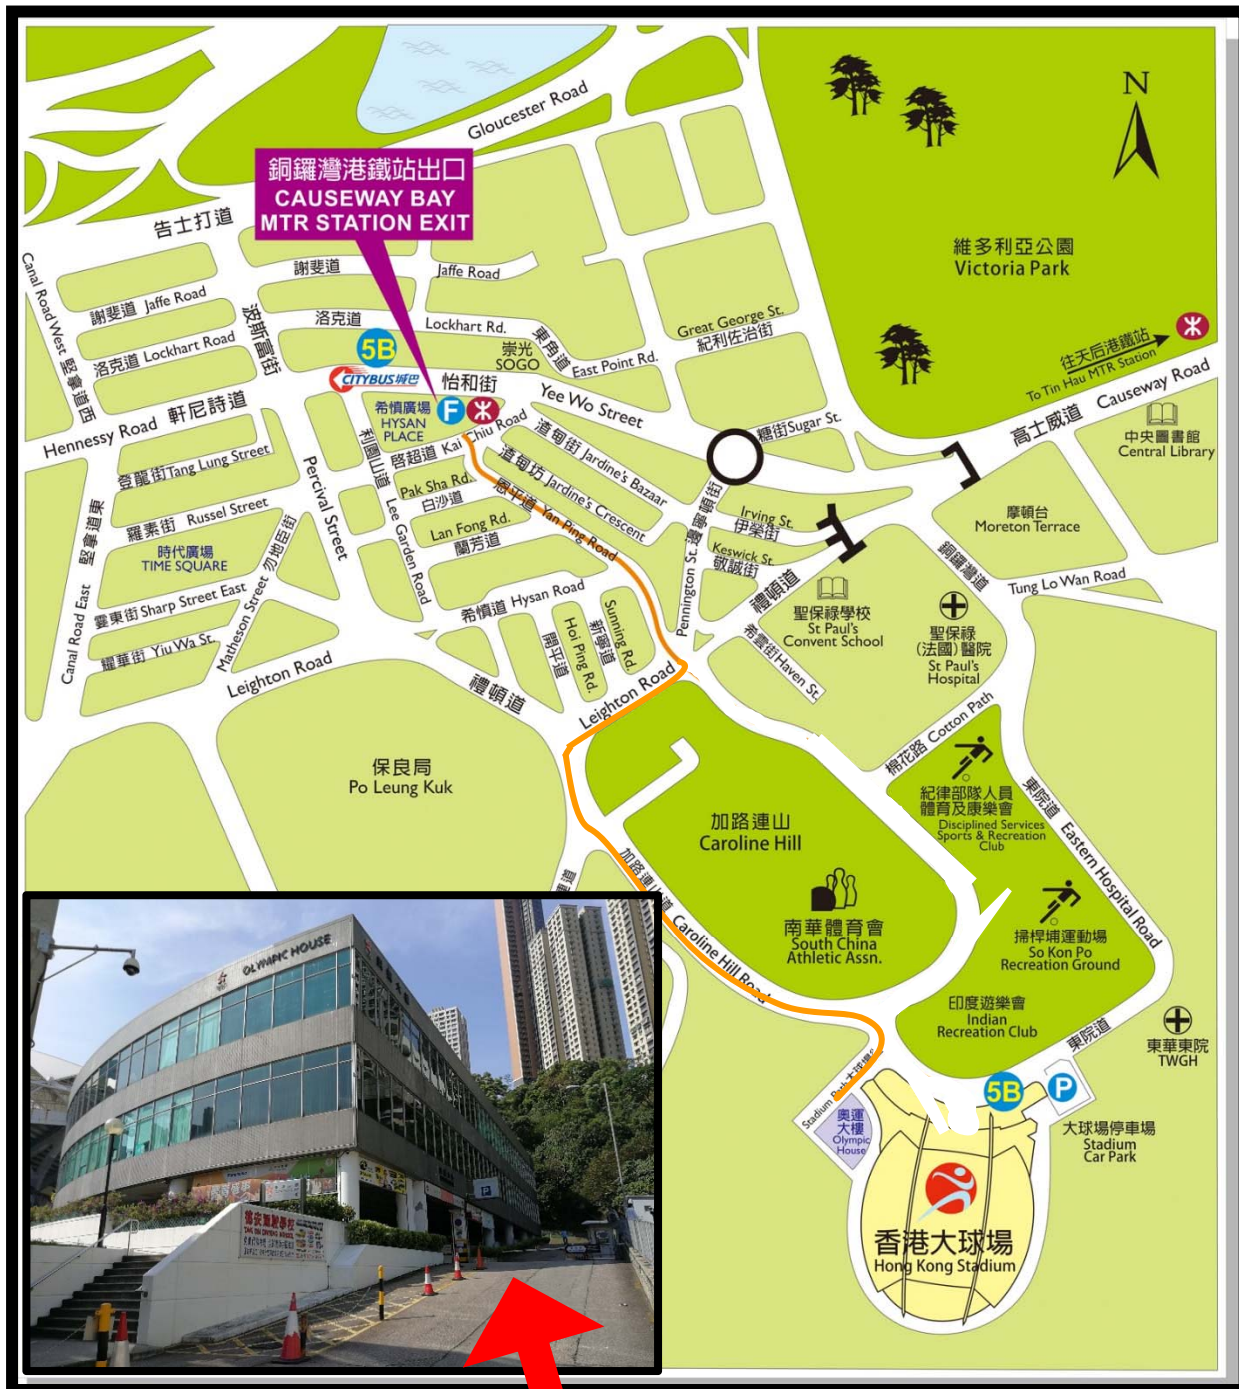 N
Gloucester Road
銅鑼灣港鐵站出口
CAUSEWAY BAY
MTR STATION EXIT
告士打道
維多利亞公園
Victoria Park
Canal Road West 堅拿道西
謝斐道 Jaffe Road
謝斐道
Jaffe Road
波斯富街
洛克道
Lockhart Rd.
東角道
East Point Rd.
Great George St.
紀利佐治街
洛克道 Lockhart Road
5B
CITYBUS 城巴
崇光
SOGO
怡和街
Yee Wo Street
往天后港鐵站
To Tin Hau MTR Station
高士威道 Causeway Road
Hennessy Road 軒尼詩道
希慎廣場
HYSAN
PLACE
F
啓超道 Kai Chiu Road
利園山道 Lee Garden Road
渣甸街 Jardine's Bazaar
渣甸坊 Jardine's Crescent
糖街 Sugar St.
中央圖書館
Central Library
登龍街 Tang Lung Street
Percival Street
Pak Sha Rd.
白沙道
恩平道 Yan Ping Road
Lan Fong Rd.
蘭芳道
Pennington St. 邊寧頓街
Irving St.
伊榮街
Keswick St.
敬誠街
摩頓台
Moreton Terrace
羅素街 Russel Street
時代廣場
TIME SQUARE
Canal Road East 堅拿道東
Matheson Street 勿地臣街
霎東街 Sharp Street East
耀華街 Yiu Wa St.
希慎道 Hysan Road
開平道
Hoi Ping Rd.
新寧道
Sunning Rd.
禮頓道
希雲街 Haven St.
聖保祿學校
St Paul's
Convent School
銅鑼灣道
Tung Lo Wan Road
聖保祿
(法國)醫院
St Paul's
Hospital
Leighton Road
禮頓道
Leighton Road
棉花路 Cotton Path
保良局
Po Leung Kuk
加路連山
Caroline Hill
紀律部隊人員
體育及康樂會
Disciplined Services
Sports & Recreation
Club
東院道 Eastern Hospital Road
加路連山道 Caroline Hill Road
連道
南華體育會
South China
Athletic Assn.
掃桿埔運動場
So Kon Po
Recreation Ground
印度遊樂會
Indian
Recreation Club
東院道
東華東院
TWGH
Stadium Path 大球場
奧運
大樓
Olympic
House
5B
P
大球場停車場
Stadium
Car Park
香港大球場
Hong Kong Stadium
OLYMPIC HOUSE
P